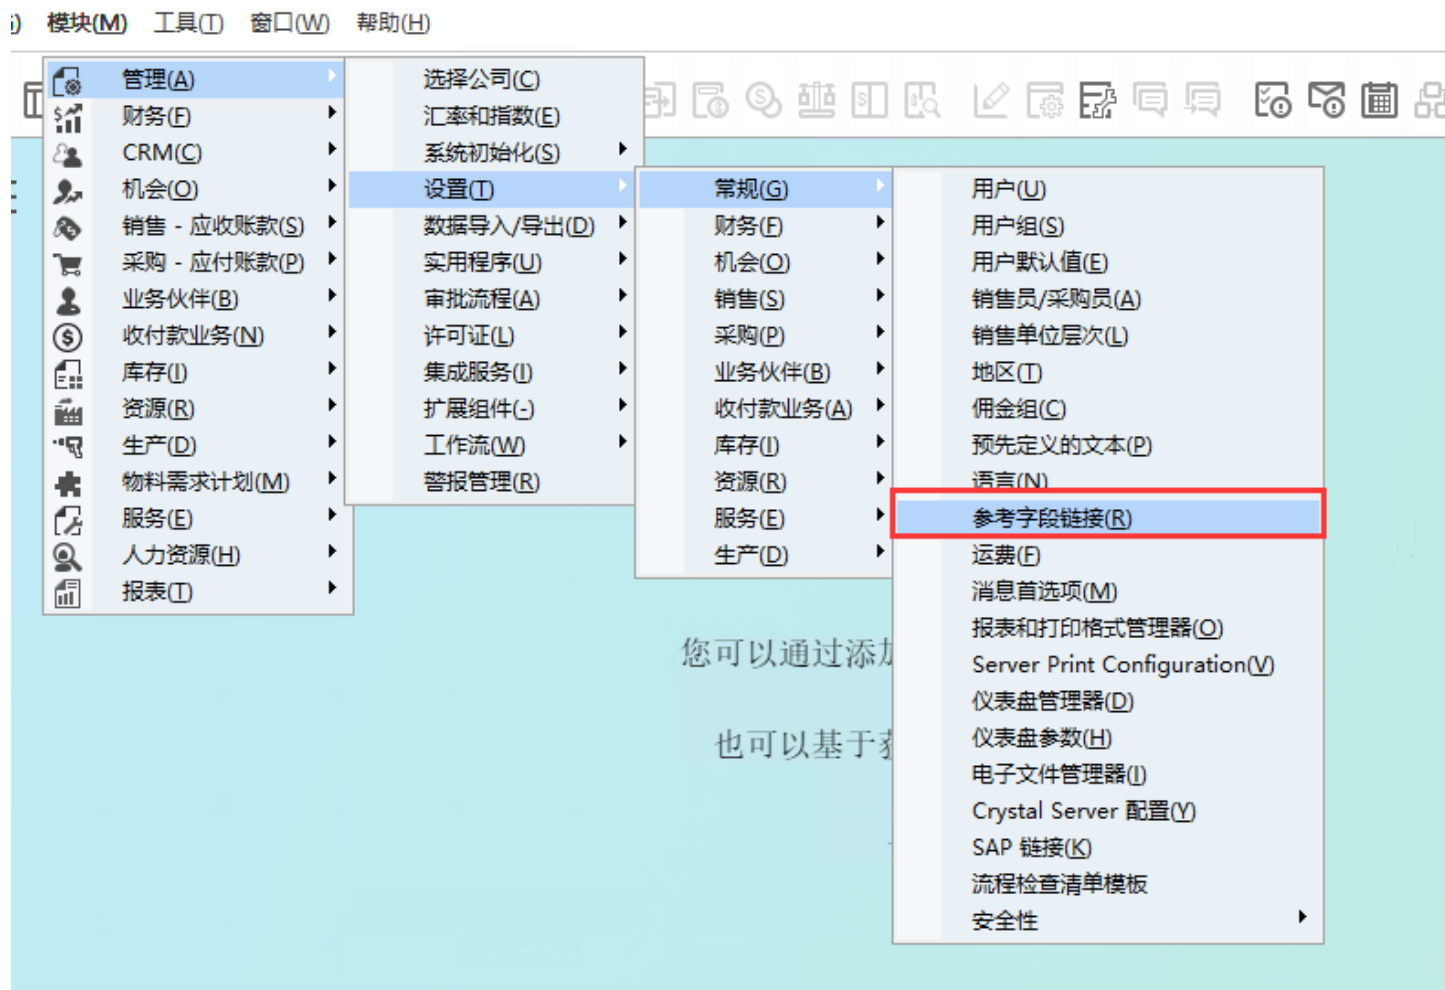 模块(M) 工具(T) 窗口(W) 帮助(H)
管理(A)
财务(F)
CRM(C)
机会(O)
销售 - 应收账款(S)
采购 - 应付账款(P)
业务伙伴(B)
收付款业务(N)
库存(I)
资源(R)
生产(D)
物料需求计划(M)
服务(E)
人力资源(H)
报表(T)
选择公司(C)
汇率和指数(E)
系统初始化(S)
设置(T)
数据导入/导出(D)
实用程序(U)
审批流程(A)
许可证(L)
集成服务(I)
扩展组件(-)
工作流(W)
警报管理(R)
常规(G)
财务(F)
机会(O)
销售(S)
采购(P)
业务伙伴(B)
收付款业务(A)
库存(I)
资源(R)
服务(E)
生产(D)
用户(U)
用户组(S)
用户默认值(E)
销售员/采购员(A)
销售单位层次(L)
地区(T)
佣金组(C)
预先定义的文本(P)
语言(N)
参考字段链接(R)
运费(F)
消息首选项(M)
报表和打印格式管理器(O)
Server Print Configuration(V)
仪表盘管理器(D)
仪表盘参数(H)
电子文件管理器(I)
Crystal Server 配置(Y)
SAP 链接(K)
流程检查清单模板
安全性
您可以通过添
也可以基于